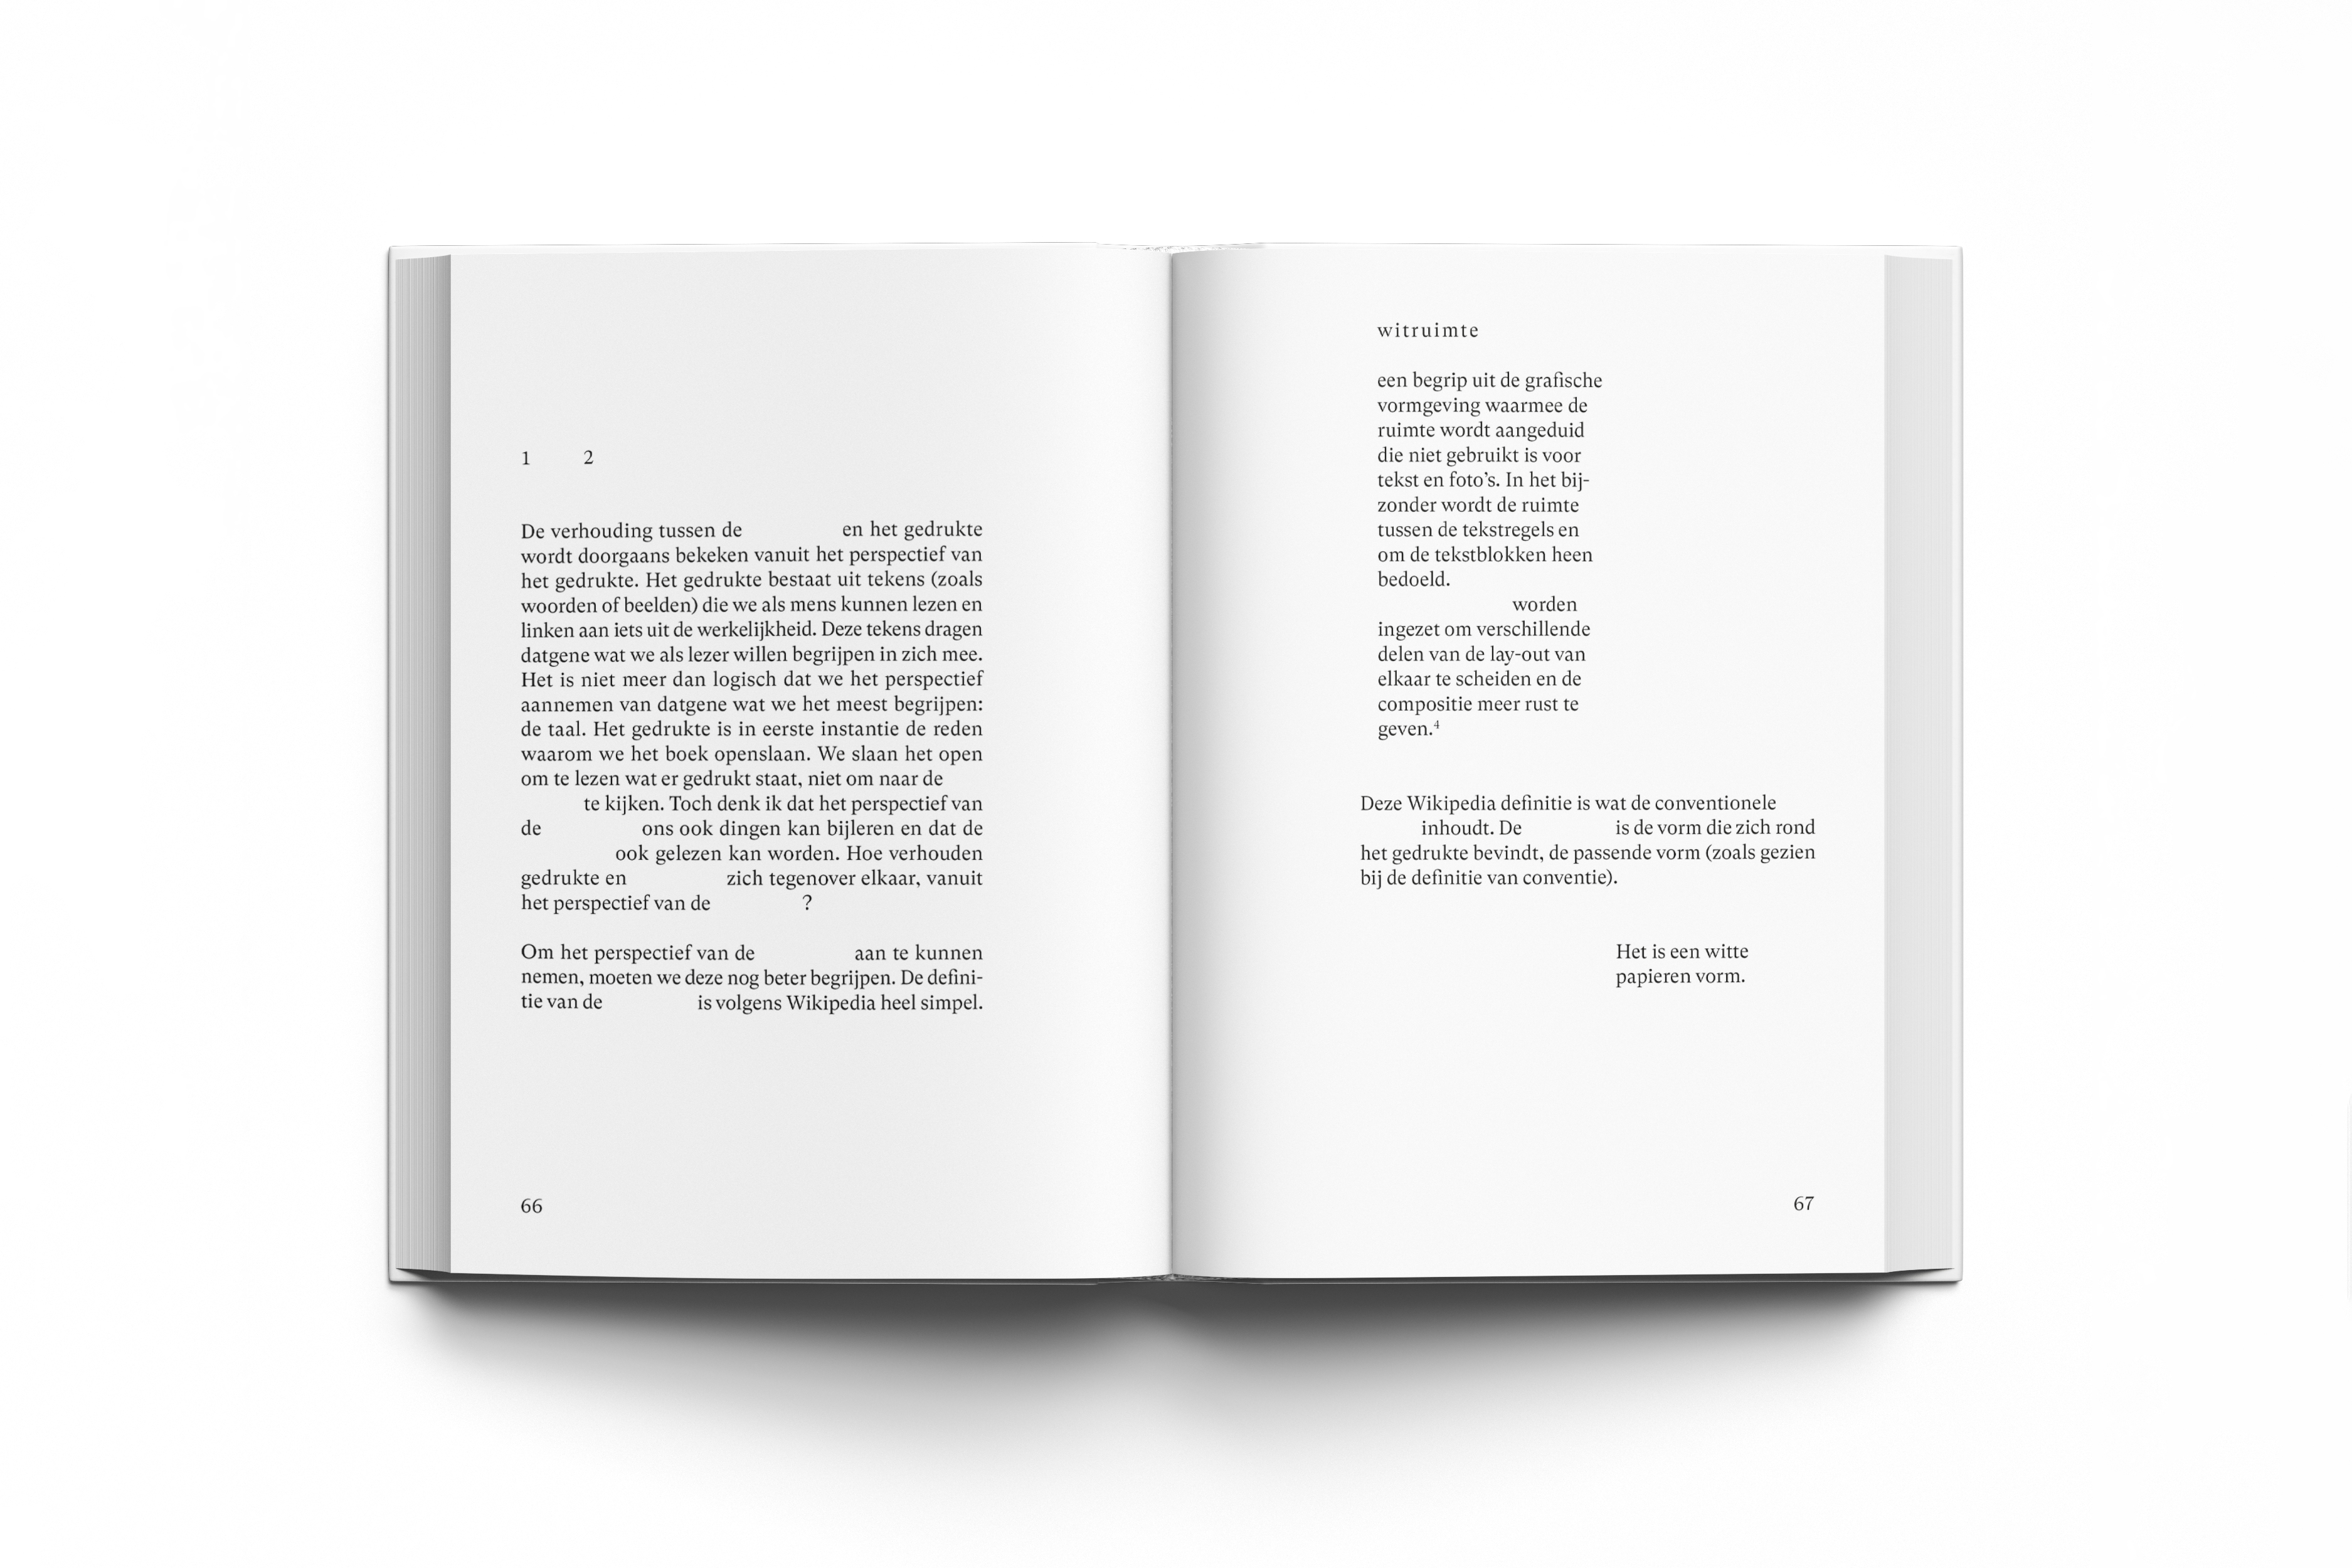 1 2
De verhouding tussen de en het gedrukte
wordt doorgaans bekeken vanuit het perspectief van
het gedrukte. Het gedrukte bestaat uit tekens (zoals
woorden of beelden) die we als mens kunnen lezen en
linken aan iets uit de werkelijkheid. Deze tekens dragen
datgene wat we als lezer willen begrijpen in zich mee.
Het is niet meer dan logisch dat we het perspectief
aannemen van datgene wat we het meest begrijpen:
de taal. Het gedrukte is in eerste instantie de reden
waarom we het boek openslaan. We slaan het open
om te lezen wat er gedrukt staat, niet om naar de
te kijken. Toch denk ik dat het perspectief van
de ons ook dingen kan bijleren en dat de
ook gelezen kan worden. Hoe verhouden
gedrukte en zich tegenover elkaar, vanuit
het perspectief van de ?
Om het perspectief van de aan te kunnen
nemen, moeten we deze nog beter begrijpen. De defini-
tie van de is volgens Wikipedia heel simpel.
66
witruimte
een begrip uit de grafische
vormgeving waarmee de
ruimte wordt aangeduid
die niet gebruikt is voor
tekst en foto's. In het bij-
zonder wordt de ruimte
tussen de tekstregels en
om de tekstblokken heen
bedoeld.
worden
ingezet om verschillende
delen van de lay-out van
elkaar te scheiden en de
compositie meer rust te
geven.⁴
Deze Wikipedia definitie is wat de conventionele
inhoudt. De is de vorm die zich rond
het gedrukte bevindt, de passende vorm (zoals gezien
bij de definitie van conventie).
Het is een witte
papieren vorm.
67